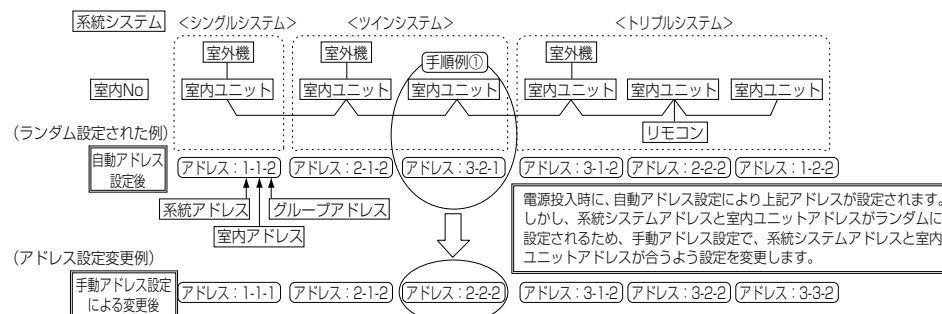 系統システム
<シングルシステム>
<ツインシステム>
<トリプルシステム>
室外機
室外機
手順例①
室外機
室内No
室内ユニット
室内ユニット
室内ユニット
室内ユニット
室内ユニット
室内ユニット
リモコン
(ランダム設定された例)
自動アドレス
設定後
アドレス：1-1-2
アドレス：2-1-2
アドレス：3-2-1
アドレス：3-1-2
アドレス：2-2-2
アドレス：1-2-2
系統アドレス
グループアドレス
室内アドレス
電源投入時に、自動アドレス設定により上記アドレスが設定されます。
しかし、系統システムアドレスと室内ユニットアドレスがランダムに
設定されるため、手動アドレス設定で、系統システムアドレスと室内
ユニットアドレスが合うよう設定を変更します。
(アドレス設定変更例)
手動アドレス設定
による変更後
アドレス：1-1-1
アドレス：2-1-2
アドレス：2-2-2
アドレス：3-1-2
アドレス：3-2-2
アドレス：3-3-2